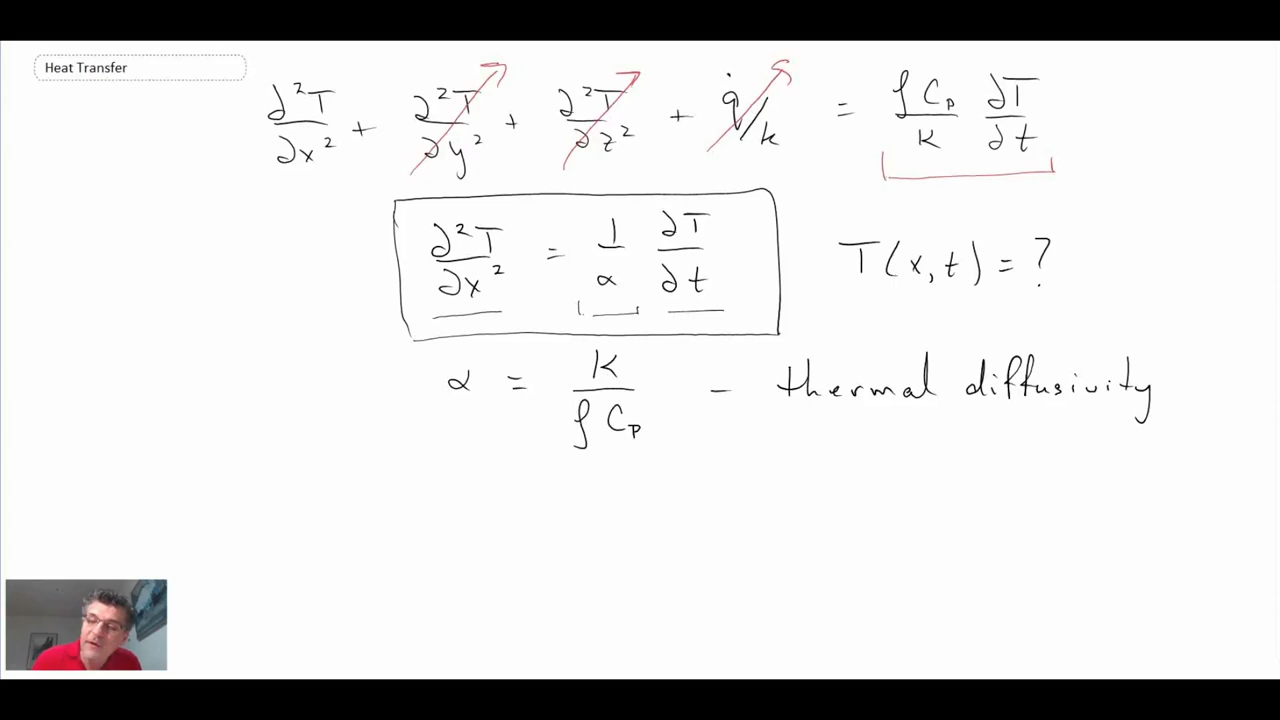 Heat Transfer
∂²T/∂x² + ∂²T/∂y² + ∂²T/∂z² + q̇/k = ρCp/k ∂T/∂t
∂²T/∂x² = 1/α ∂T/∂t T(x,t) = ?
α = k/ρCp - thermal diffusivity